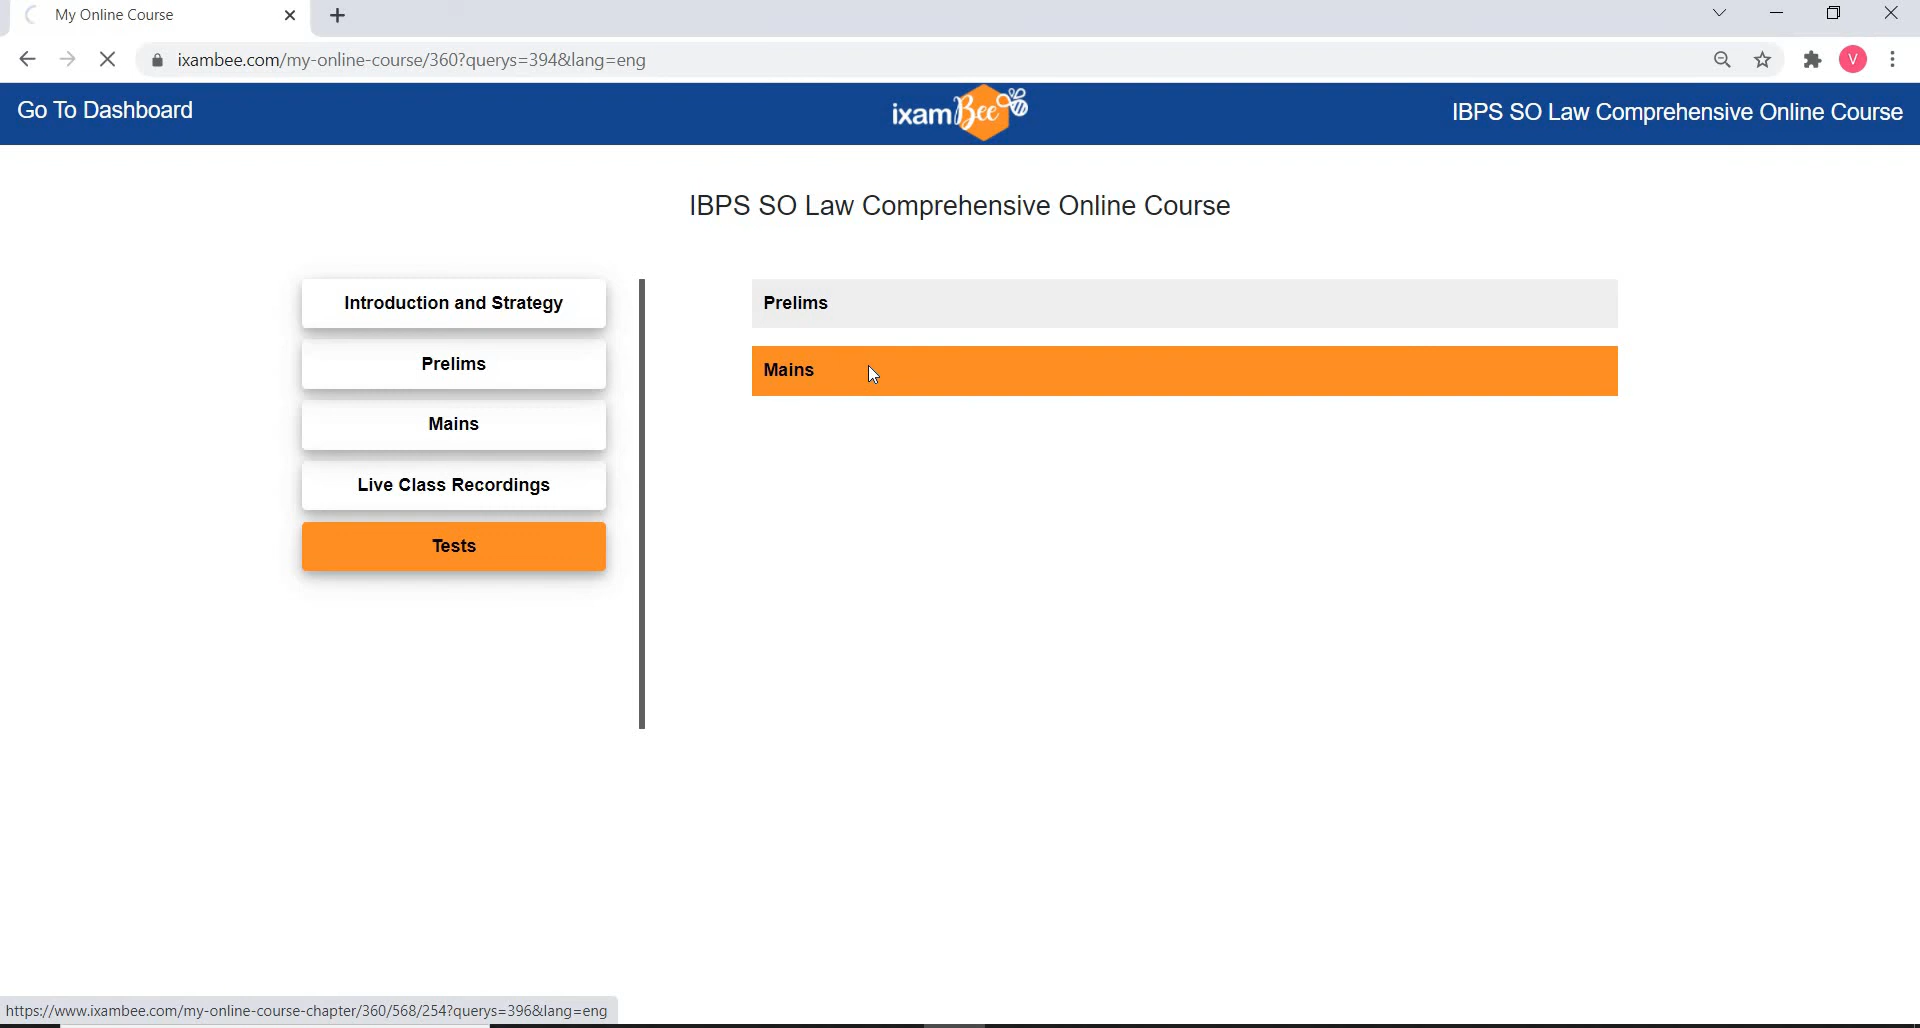 My Online Course
ixambee.com/my-online-course/360?querys=394&lang=eng
V
Go To Dashboard
ixamBee
IBPS SO Law Comprehensive Online Course
IBPS SO Law Comprehensive Online Course
Introduction and Strategy
Prelims
Mains
Live Class Recordings
Tests
Prelims
Mains
https://www.ixambee.com/my-online-course-chapter/360/568/254?querys=396&lang=eng